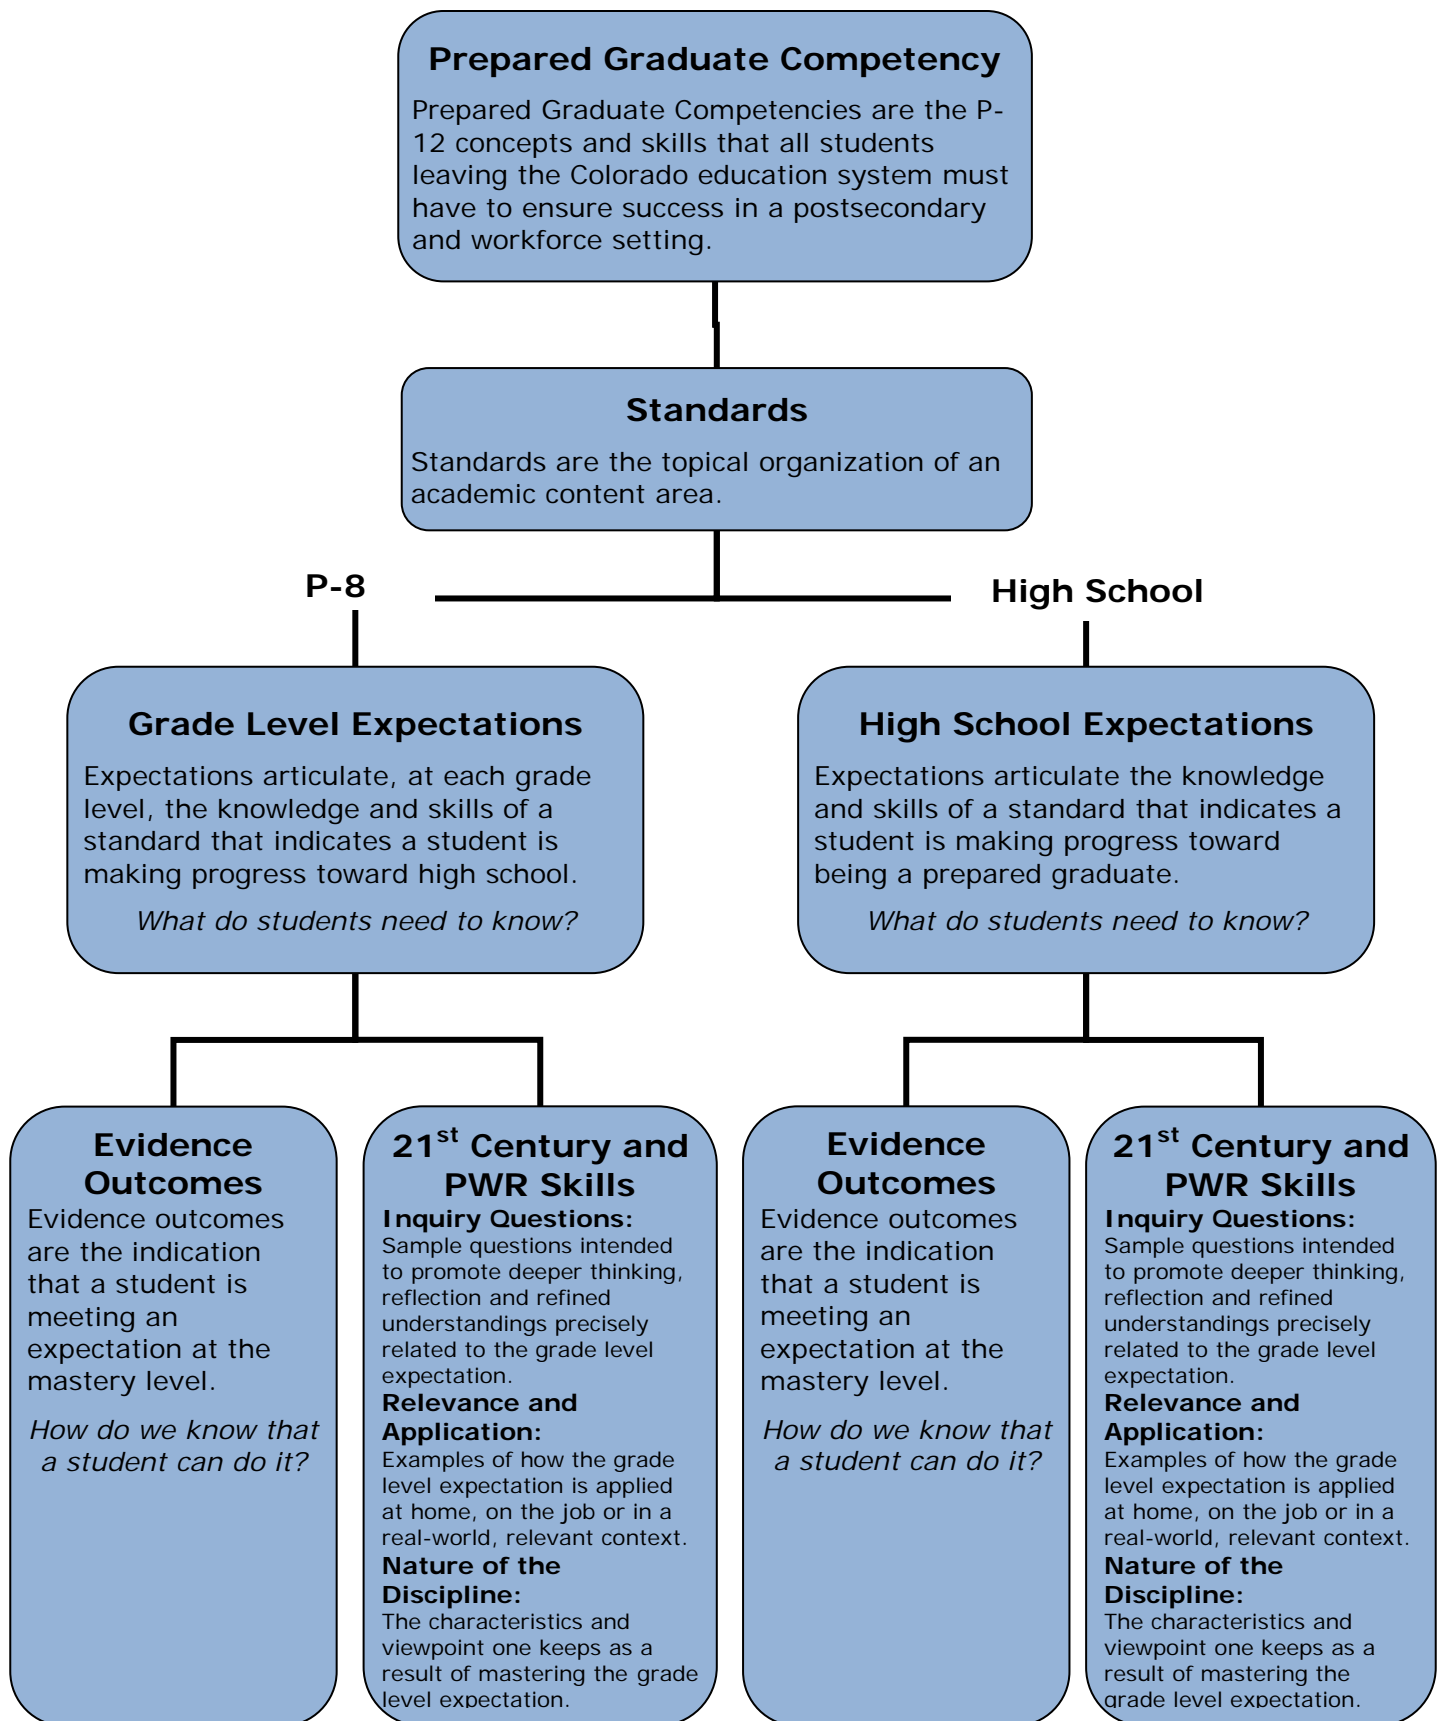 Prepared Graduate Competency
Prepared Graduate Competencies are the P-
12 concepts and skills that all students
leaving the Colorado education system must
have to ensure success in a postsecondary
and workforce setting.
Standards
Standards are the topical organization of an
academic content area.
P-8
High School
Grade Level Expectations
Expectations articulate, at each grade
level, the knowledge and skills of a
standard that indicates a student is
making progress toward high school.
What do students need to know?
High School Expectations
Expectations articulate the knowledge
and skills of a standard that indicates a
student is making progress toward
being a prepared graduate.
What do students need to know?
Evidence
Outcomes
Evidence outcomes
are the indication
that a student is
meeting an
expectation at the
mastery level.
How do we know that
a student can do it?
21st Century and
PWR Skills
Inquiry Questions:
Sample questions intended
to promote deeper thinking,
reflection and refined
understandings precisely
related to the grade level
expectation.
Relevance and
Application:
Examples of how the grade
level expectation is applied
at home, on the job or in a
real-world, relevant context.
Nature of the
Discipline:
The characteristics and
viewpoint one keeps as a
result of mastering the grade
level expectation.
Evidence
Outcomes
Evidence outcomes
are the indication
that a student is
meeting an
expectation at the
mastery level.
How do we know that
a student can do it?
21st Century and
PWR Skills
Inquiry Questions:
Sample questions intended
to promote deeper thinking,
reflection and refined
understandings precisely
related to the grade level
expectation.
Relevance and
Application:
Examples of how the grade
level expectation is applied
at home, on the job or in a
real-world, relevant context.
Nature of the
Discipline:
The characteristics and
viewpoint one keeps as a
result of mastering the
grade level expectation.